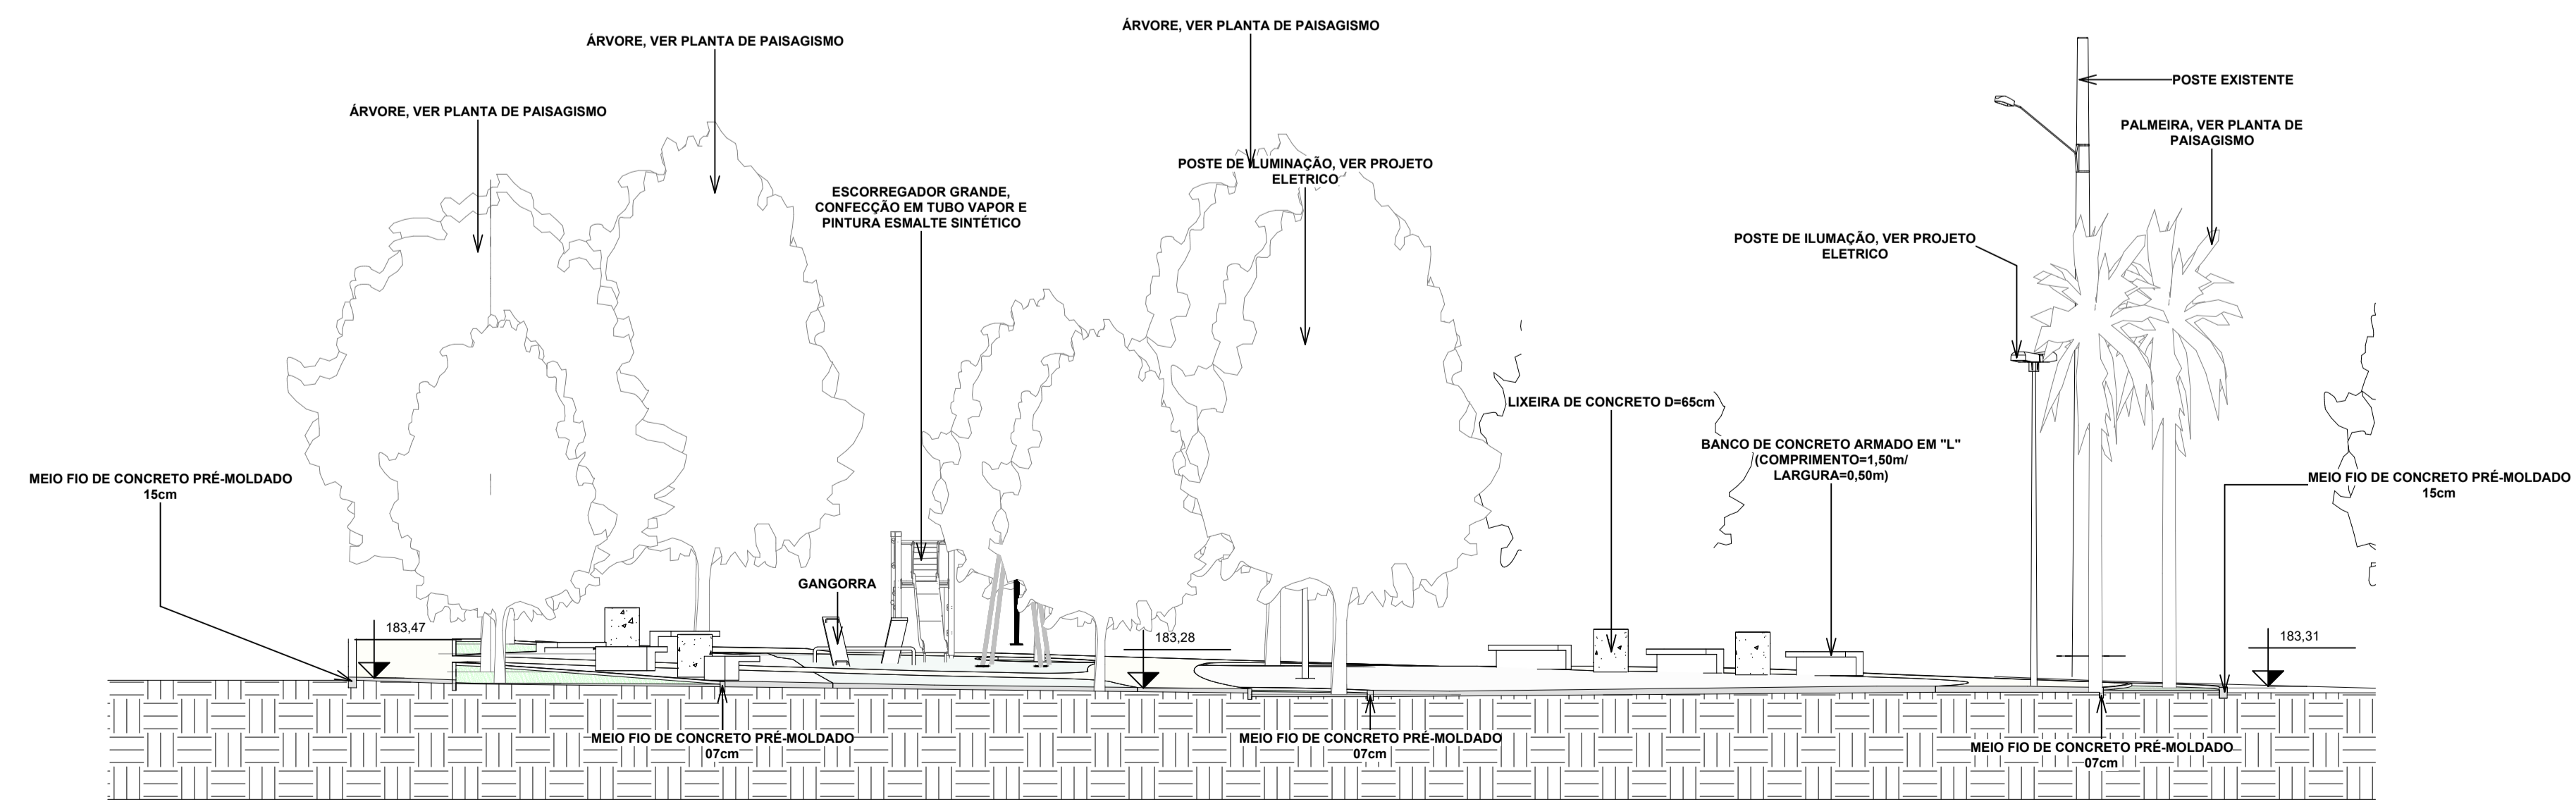 ÁRVORE, VER PLANTA DE PAISAGISMO
ÁRVORE, VER PLANTA DE PAISAGISMO
ÁRVORE, VER PLANTA DE PAISAGISMO
POSTE EXISTENTE
PALMEIRA, VER PLANTA DE
PAISAGISMO
POSTE DE ILUMINAÇÃO, VER PROJETO
ELETRICO
ESCORREGADOR GRANDE,
CONFECÇÃO EM TUBO VAPOR E
PINTURA ESMALTE SINTÉTICO
POSTE DE ILUMAÇÃO, VER PROJETO
ELETRICO
LIXEIRA DE CONCRETO D=65cm
BANCO DE CONCRETO ARMADO EM "L"
(COMPRIMENTO=1,50m/
LARGURA=0,50m)
MEIO FIO DE CONCRETO PRÉ-MOLDADO
15cm
MEIO FIO DE CONCRETO PRÉ-MOLDADO
15cm
GANGORRA
183,47
183,28
183,31
MEIO FIO DE CONCRETO PRÉ-MOLDADO
07cm
MEIO FIO DE CONCRETO PRÉ-MOLDADO
07cm
MEIO FIO DE CONCRETO PRÉ-MOLDADO
07cm